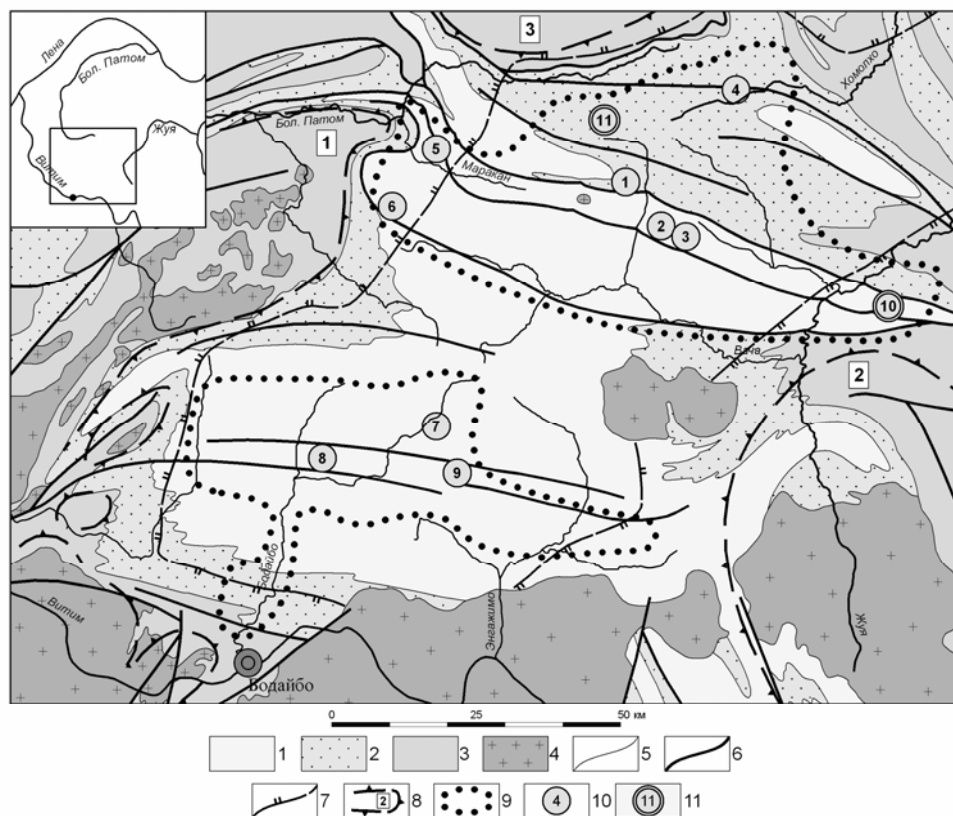 3
Лена
Бол. Патом
Жуя
Витим
1
Бол. Патом
Хомолхо
4
11
5
Маракан
1
6
2
3
10
Вача
2
7
8
9
Бодайбо
Энгажимо
Витим
Жуя
Бодайбо
0 25 50 км
1 2 3 4 5 6
7 2 8 9 4 10 11 11